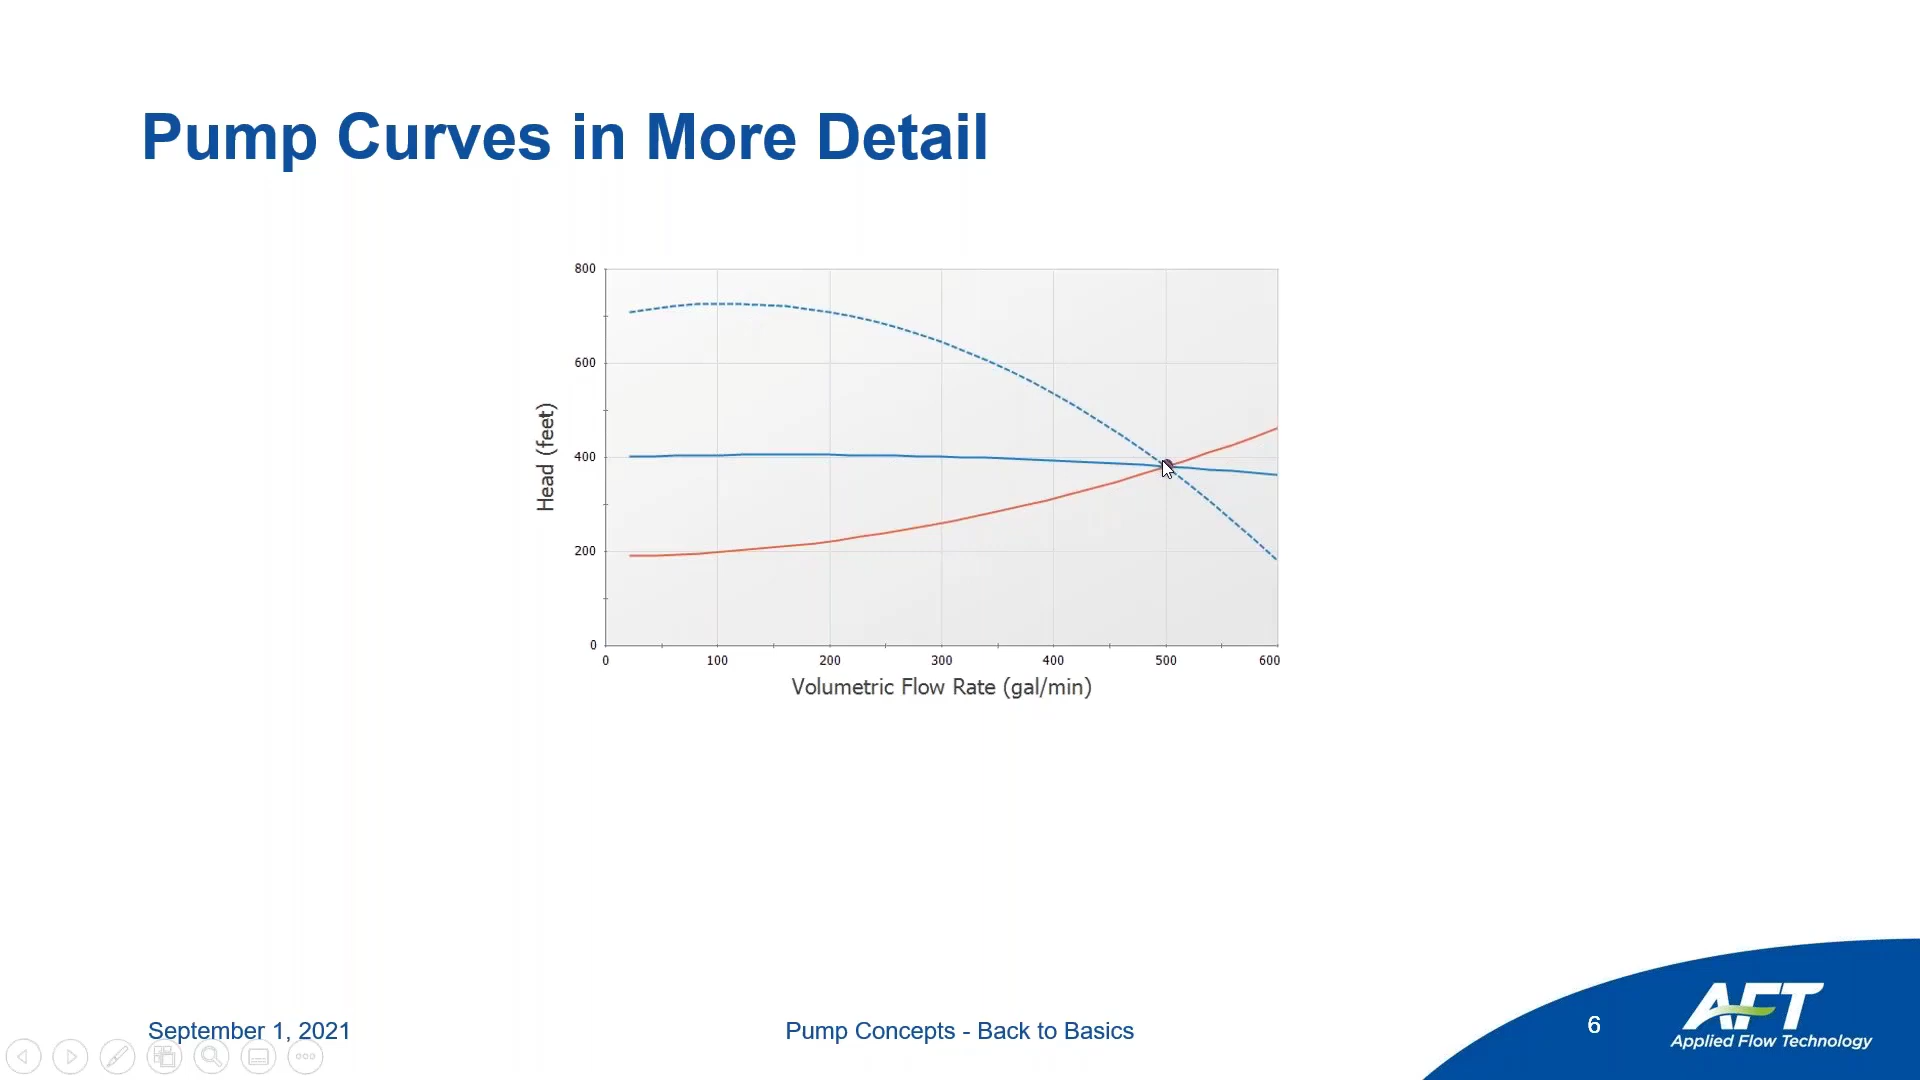 Pump Curves in More Detail
800
600
400
200
0
Head (feet)
0 100 200 300 400 500 600
Volumetric Flow Rate (gal/min)
September 1, 2021
Pump Concepts - Back to Basics
6
AFT
Applied Flow Technology